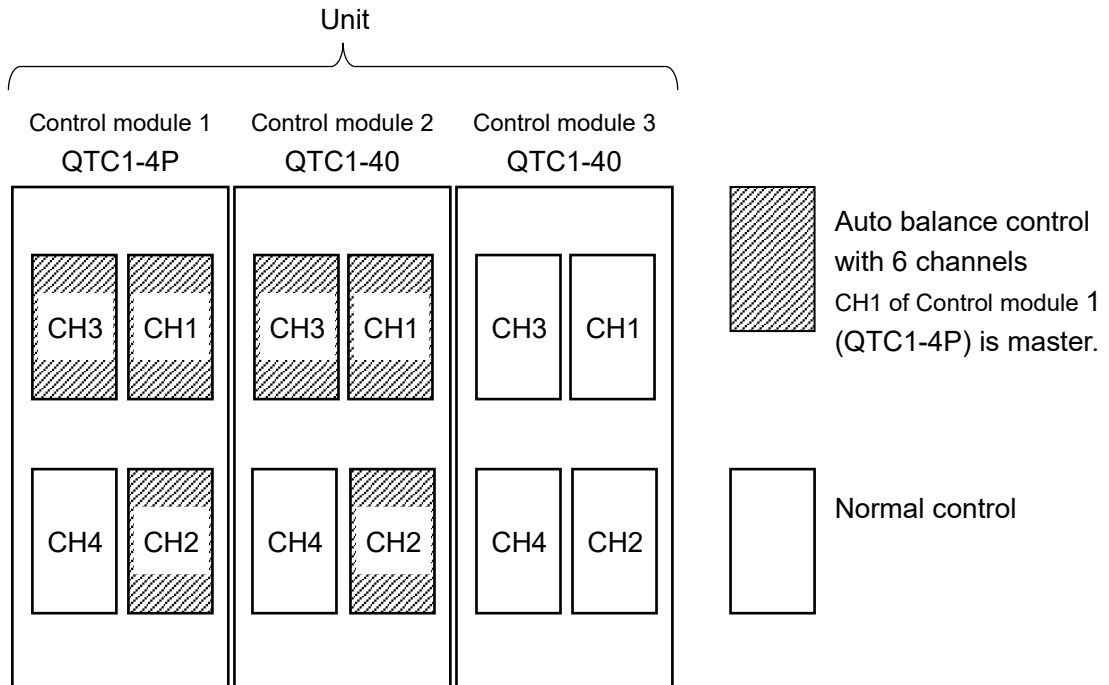 Unit
Control module 1
QTC1-4P
Control module 2
QTC1-40
Control module 3
QTC1-40
CH3
CH1
CH3
CH1
CH3
CH1
CH4
CH2
CH4
CH2
CH4
CH2
Auto balance control
with 6 channels
CH1 of Control module 1
(QTC1-4P) is master.
Normal control